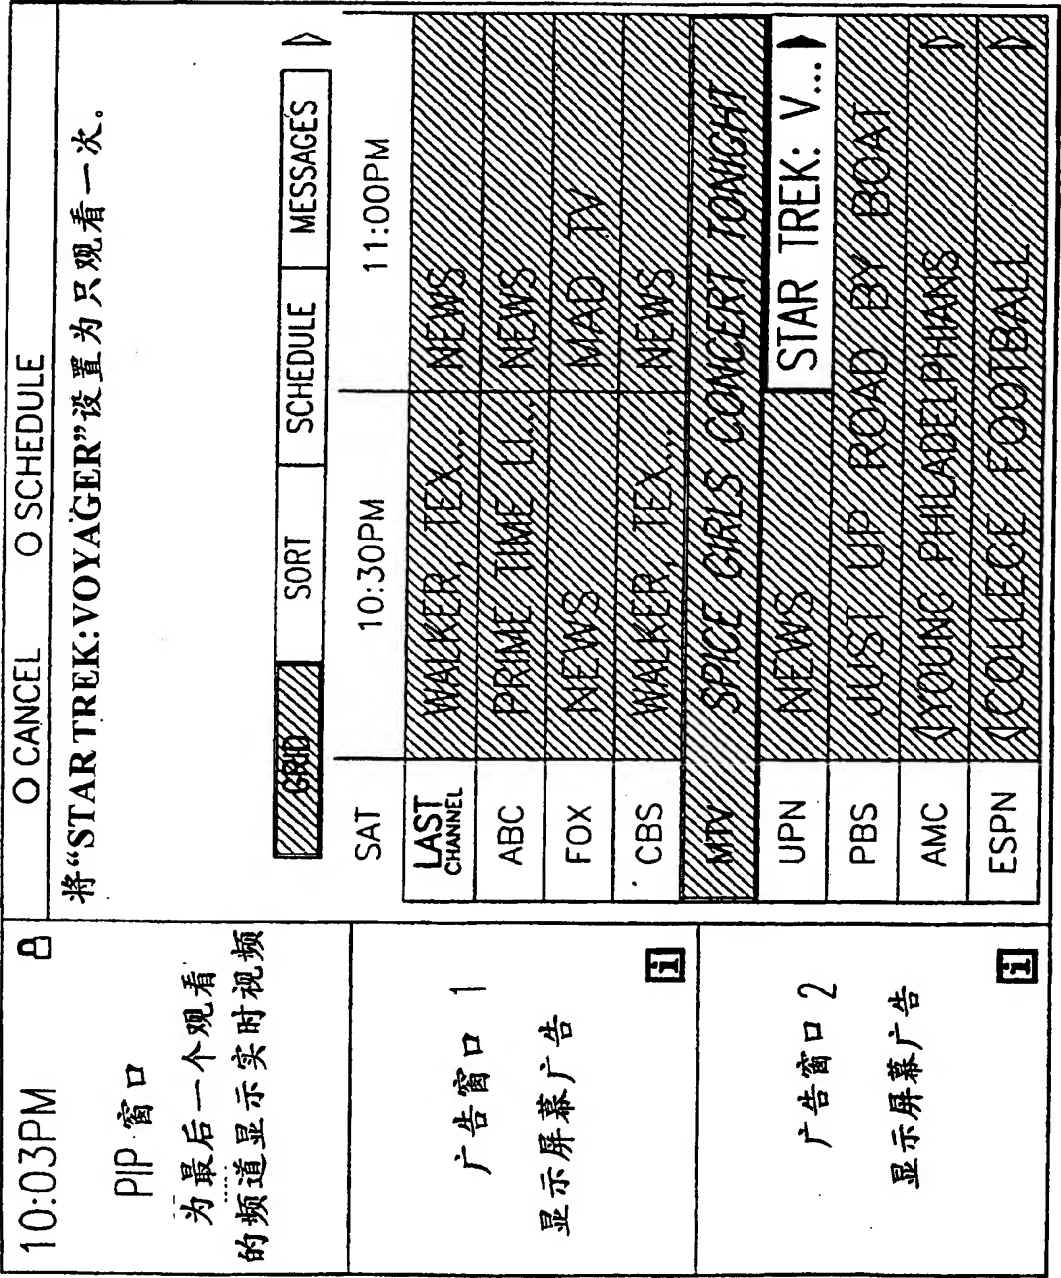 10:03PM
PIP 窗口
为最后一个观看
的频道显示实时视频
广告窗口 1
显示屏幕广告
i
广告窗口 2
显示屏幕广告
i
O CANCEL O SCHEDULE
将“STAR TREK:VOYAGER”设置为只观看一次。
GRID SORT SCHEDULE MESSAGES
SAT 10:30PM 11:00PM
LAST CHANNEL WALKER, TEX... NEWS
ABC PRIME TIME LI... NEWS
FOX NEWS MAD TV
CBS WALKER, TEX... NEWS
MTV SPICE GIRLS CONCERT TONIGHT
UPN NEWS STAR TREK: V...
PBS JUST UP ROAD BY BOAT
AMC YOUNG PHILADELPHIANS
ESPN COLLEGE FOOTBALL